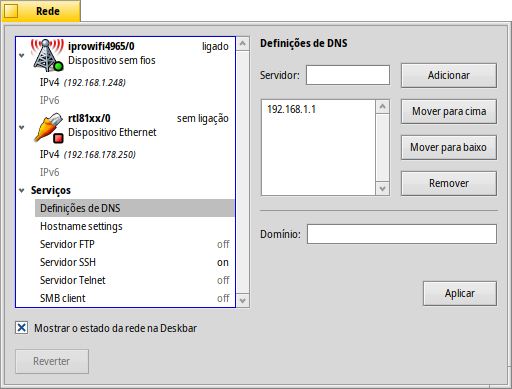 Rede
iprowifi4965/0 ligado
Dispositivo sem fios
IPv4 (192.168.1.248)
IPv6
rtl81xx/0 sem ligação
Dispositivo Ethernet
IPv4 (192.168.178.250)
IPv6
Serviços
Definições de DNS
Hostname settings
Servidor FTP off
Servidor SSH on
Servidor Telnet off
SMB client off
Mostrar o estado da rede na Deskbar
Reverter
Definições de DNS
Servidor:
Adicionar
192.168.1.1
Mover para cima
Mover para baixo
Remover
Domínio:
Aplicar